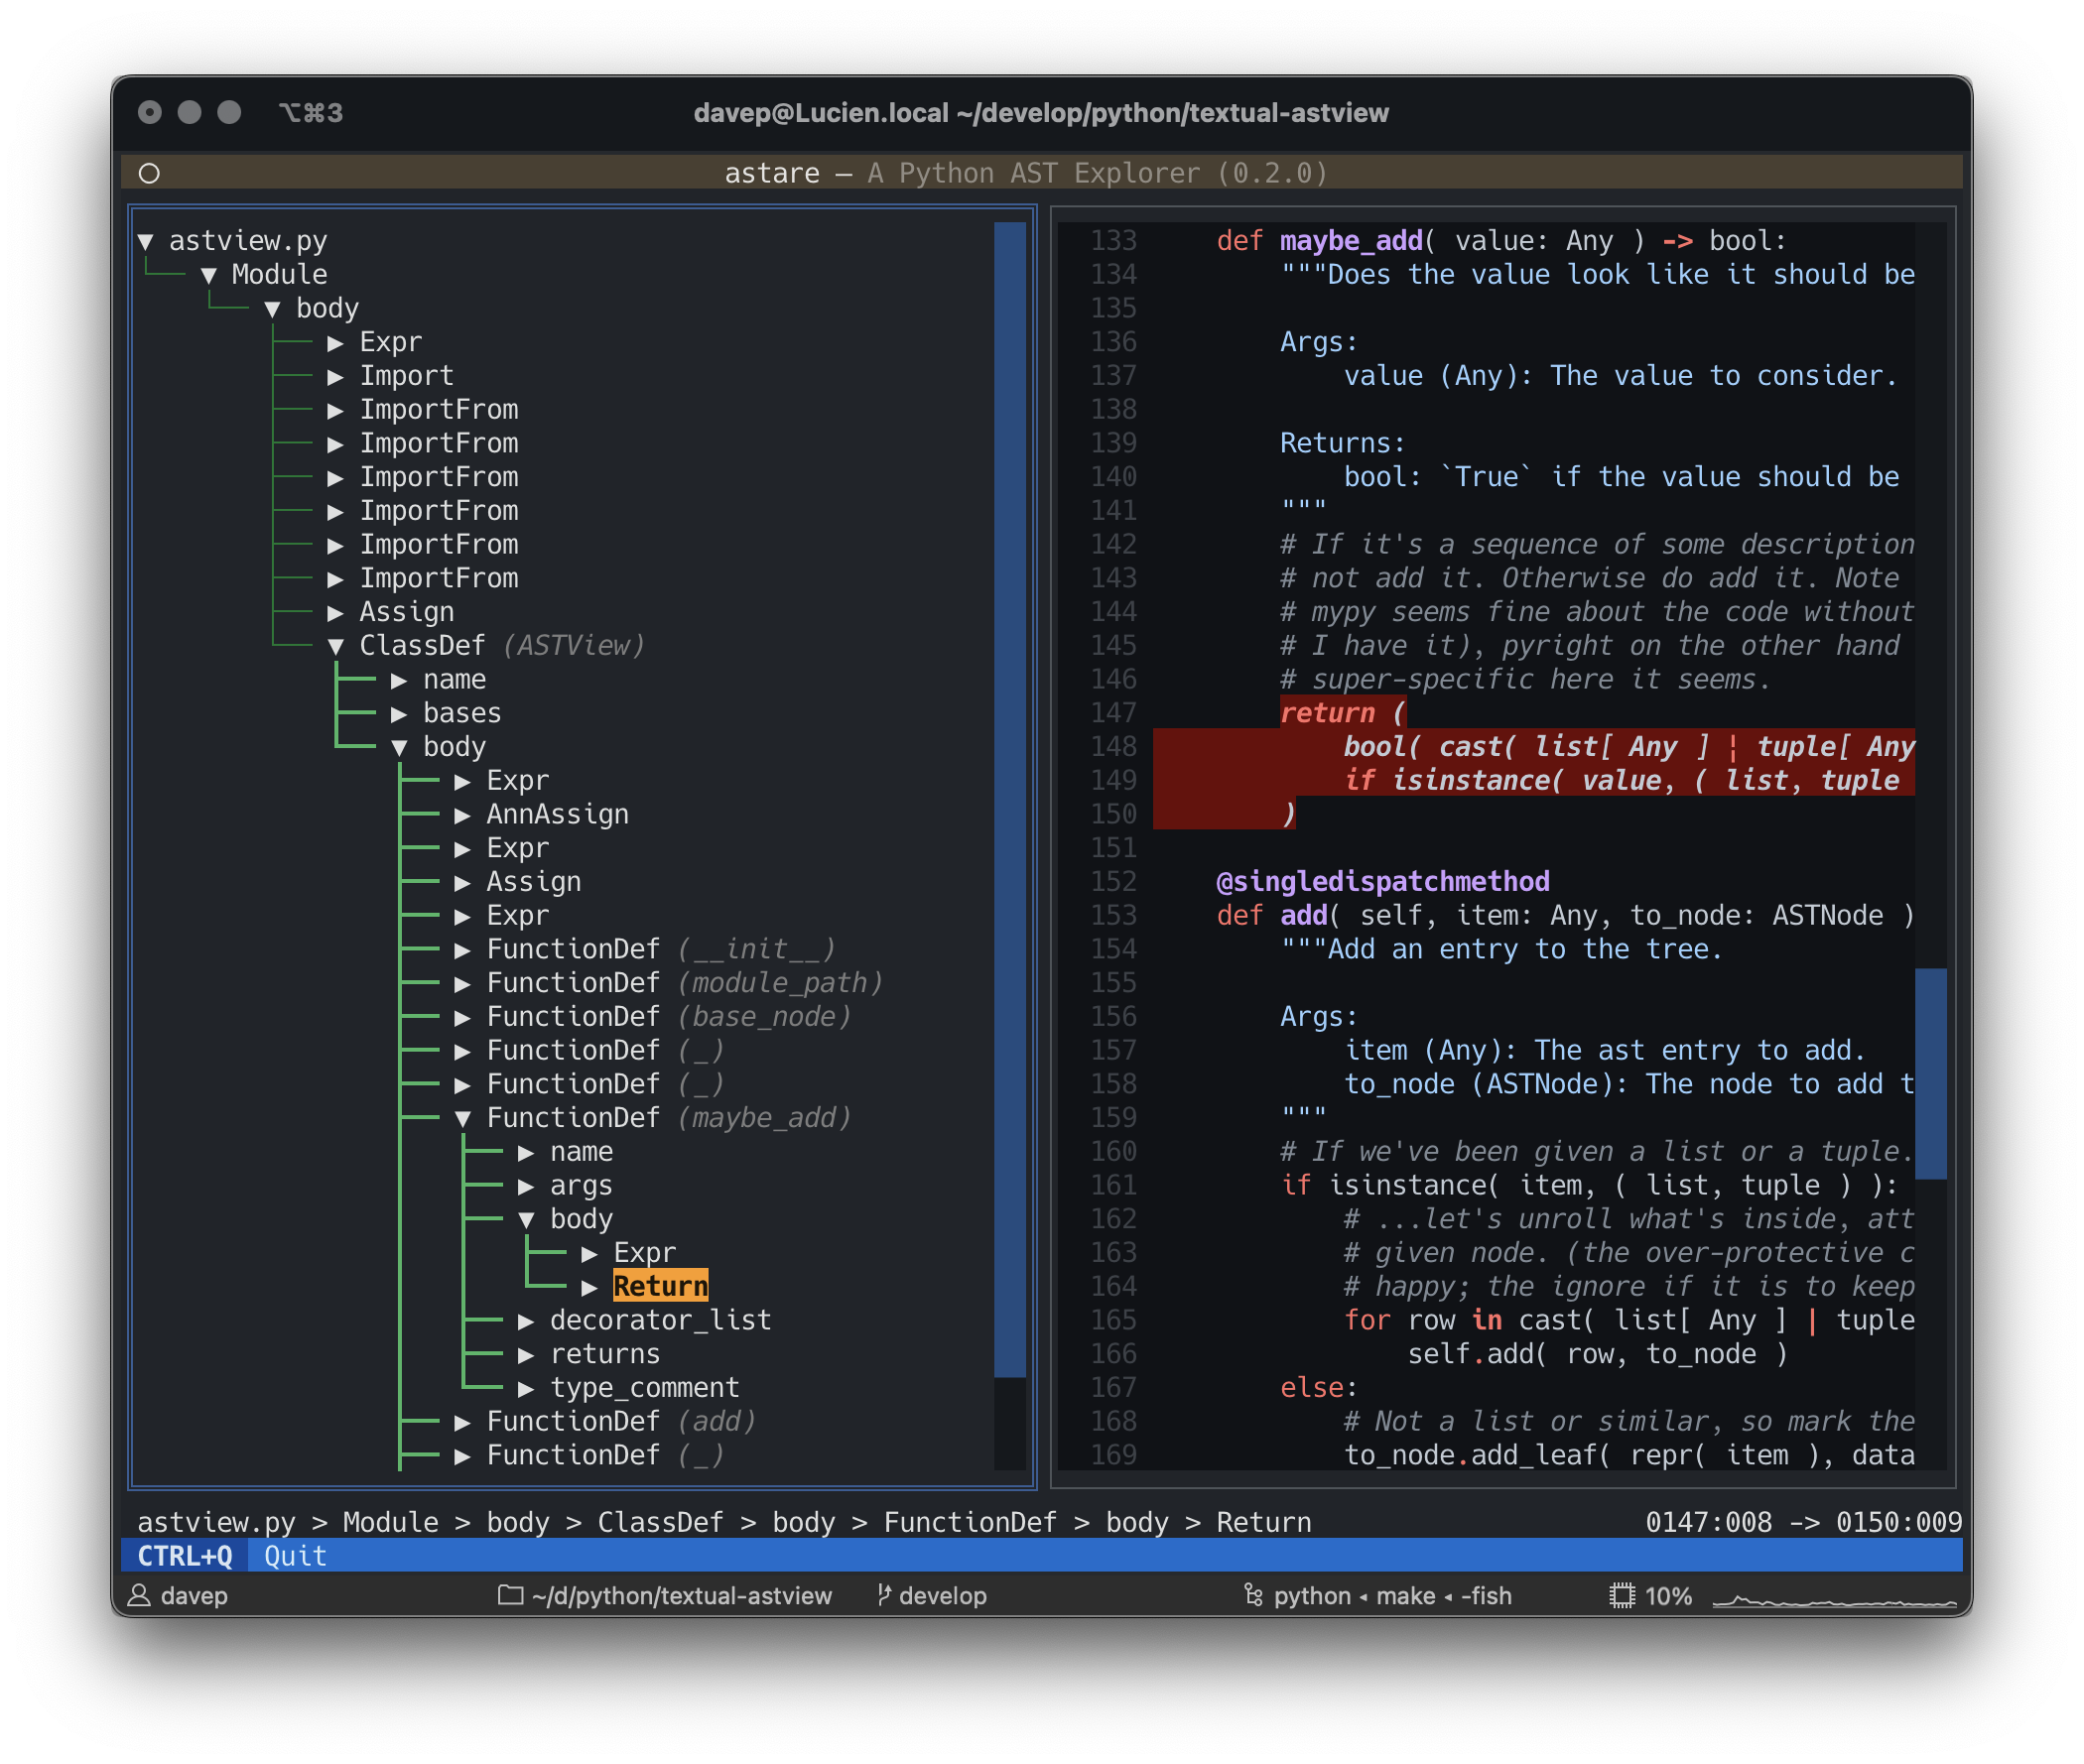 ⌥⌘3 davep@Lucien.local ~/develop/python/textual-astview
astare — A Python AST Explorer (0.2.0)
▼ astview.py
▼ Module
▼ body
▶ Expr
▶ Import
▶ ImportFrom
▶ ImportFrom
▶ ImportFrom
▶ ImportFrom
▶ ImportFrom
▶ ImportFrom
▶ Assign
▼ ClassDef (ASTView)
▶ name
▶ bases
▼ body
▶ Expr
▶ AnnAssign
▶ Expr
▶ Assign
▶ Expr
▶ FunctionDef (__init__)
▶ FunctionDef (module_path)
▶ FunctionDef (base_node)
▶ FunctionDef (_)
▶ FunctionDef (_)
▼ FunctionDef (maybe_add)
▶ name
▶ args
▼ body
▶ Expr
▶ Return
▶ decorator_list
▶ returns
▶ type_comment
▶ FunctionDef (add)
▶ FunctionDef (_)
133 def maybe_add( value: Any ) -> bool:
134 """Does the value look like it should be
135
136 Args:
137 value (Any): The value to consider.
138
139 Returns:
140 bool: `True` if the value should be
141 """
142 # If it's a sequence of some description
143 # not add it. Otherwise do add it. Note
144 # mypy seems fine about the code without
145 # I have it), pyright on the other hand
146 # super-specific here it seems.
147 return (
148 bool( cast( list[ Any ] | tuple[ Any
149 if isinstance( value, ( list, tuple
150 )
151
152 @singledispatchmethod
153 def add( self, item: Any, to_node: ASTNode )
154 """Add an entry to the tree.
155
156 Args:
157 item (Any): The ast entry to add.
158 to_node (ASTNode): The node to add t
159 """
160 # If we've been given a list or a tuple.
161 if isinstance( item, ( list, tuple ) ):
162 # ...let's unroll what's inside, att
163 # given node. (the over-protective c
164 # happy; the ignore if it is to keep
165 for row in cast( list[ Any ] | tuple
166 self.add( row, to_node )
167 else:
168 # Not a list or similar, so mark the
169 to_node.add_leaf( repr( item ), data
astview.py > Module > body > ClassDef > body > FunctionDef > body > Return 0147:008 -> 0150:009
CTRL+Q Quit
davep ~/d/python/textual-astview develop python ◂ make ◂ -fish 10%